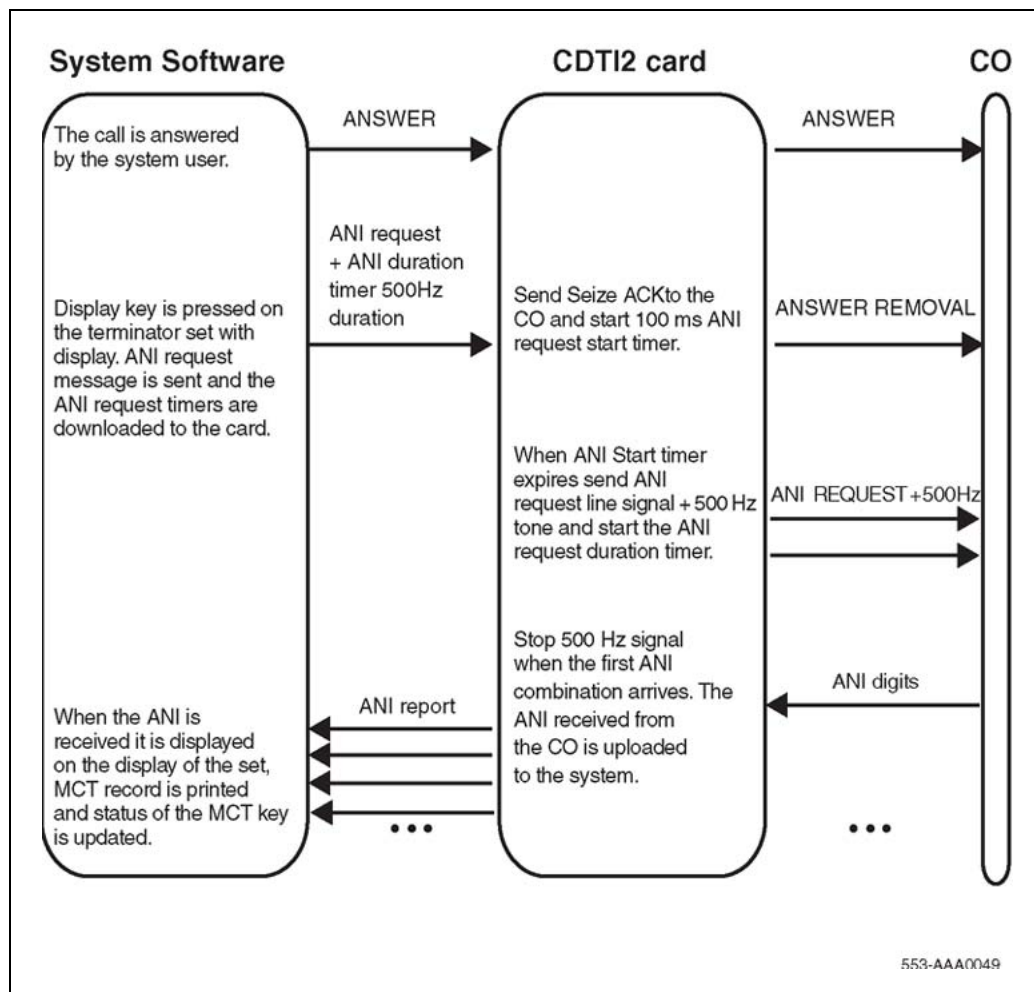 System Software
CDTI2 card
CO
The call is answered
by the system user.
ANSWER
ANSWER
ANI request
+ ANI duration
timer 500Hz
duration
Display key is pressed on
the terminator set with
display. ANI request
message is sent and the
ANI request timers are
downloaded to the card.
Send Seize ACKto the
CO and start 100 ms ANI
request start timer.
ANSWER REMOVAL
When ANI Start timer
expires send ANI
request line signal + 500 Hz
tone and start the ANI
request duration timer.
ANI REQUEST +500Hz
Stop 500 Hz signal
when the first ANI
combination arrives. The
ANI received from
the CO is uploaded
to the system.
ANI digits
ANI report
When the ANI is
received it is displayed
on the display of the set,
MCT record is printed
and status of the MCT key
is updated.
•••
•••
553-AAA0049